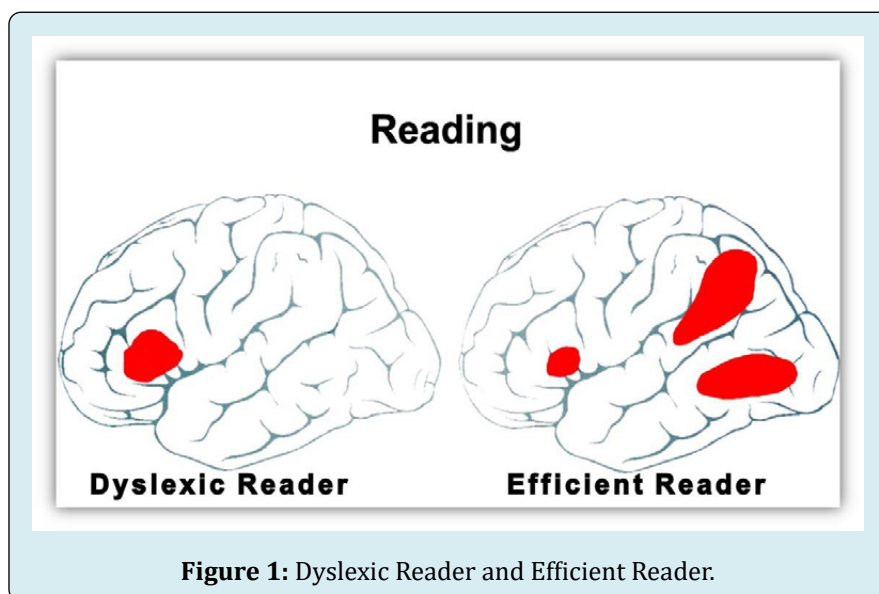 Reading
Dyslexic Reader
Efficient Reader
Figure 1: Dyslexic Reader and Efficient Reader.